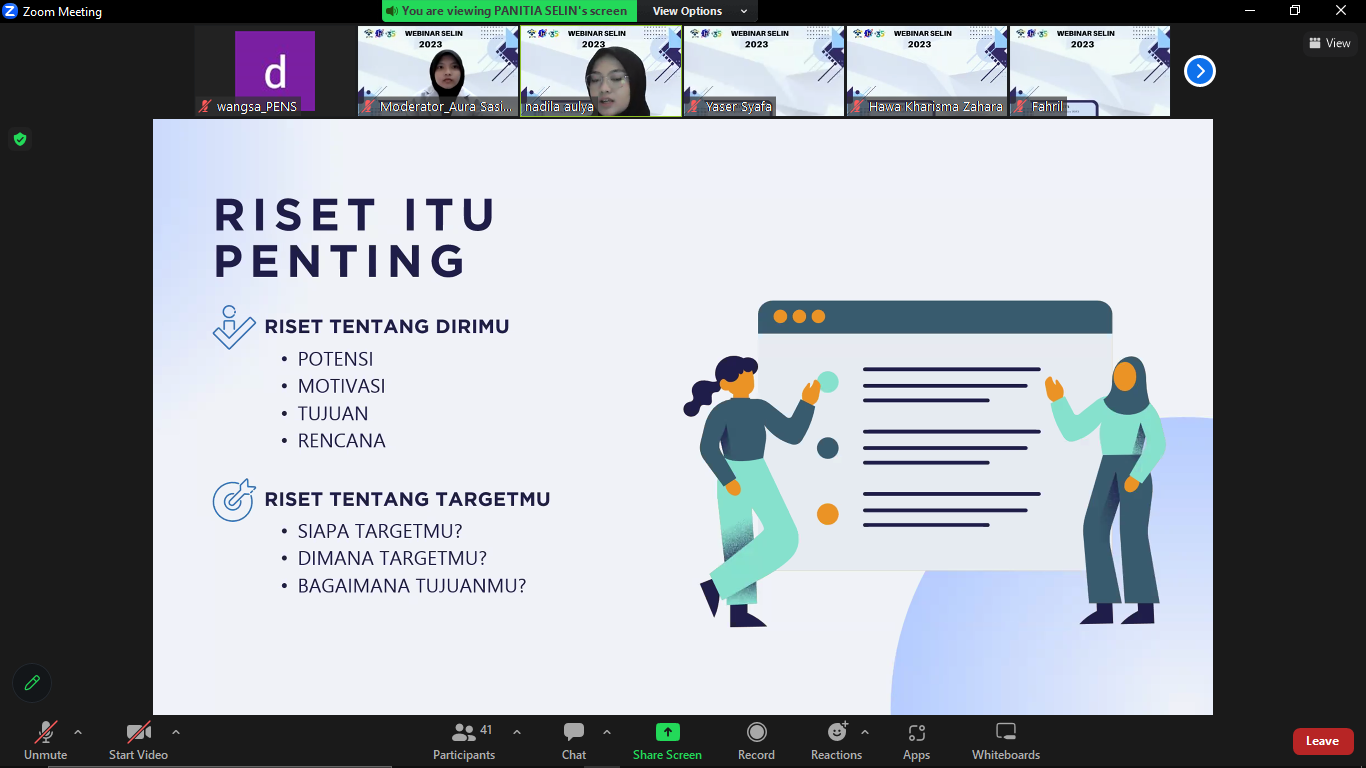 Zoom Meeting
You are viewing PANITIA SELIN's screen
View Options
View
d
wangsa_PENS
WEBINAR SELIN
2023
Moderator_Aura Sasi...
WEBINAR SELIN
2023
nadila aulya
WEBINAR SELIN
2023
Yaser Syafa
WEBINAR SELIN
2023
Hawa Kharisma Zahara
WEBINAR SELIN
2023
Fahril
RISET ITU
PENTING
RISET TENTANG DIRIMU
• POTENSI
• MOTIVASI
• TUJUAN
• RENCANA
RISET TENTANG TARGETMU
• SIAPA TARGETMU?
• DIMANA TARGETMU?
• BAGAIMANA TUJUANMU?
Unmute
Start Video
41
Participants
Chat
Share Screen
Record
Reactions
Apps
Whiteboards
Leave